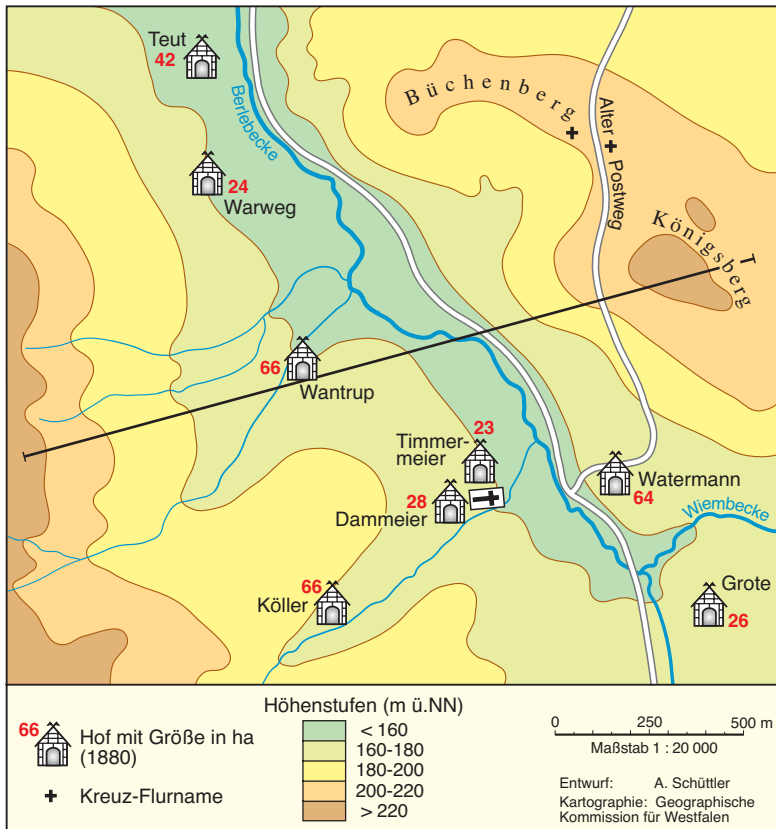 Teut
42
Berlebecke
Büchenberg
Alter Postweg
24
Warweg
Königsberg
66
Wantrup
23
Timmer-
meier
Watermann
64
28
Dammeier
Wiembecke
66
Köller
Grote
26
66
Hof mit Größe in ha
(1880)
Kreuz-Flurname
Höhenstufen (m ü.NN)
< 160
160-180
180-200
200-220
> 220
0 250 500 m
Maßstab 1 : 20 000
Entwurf: A. Schüttler
Kartographie: Geographische
Kommission für Westfalen